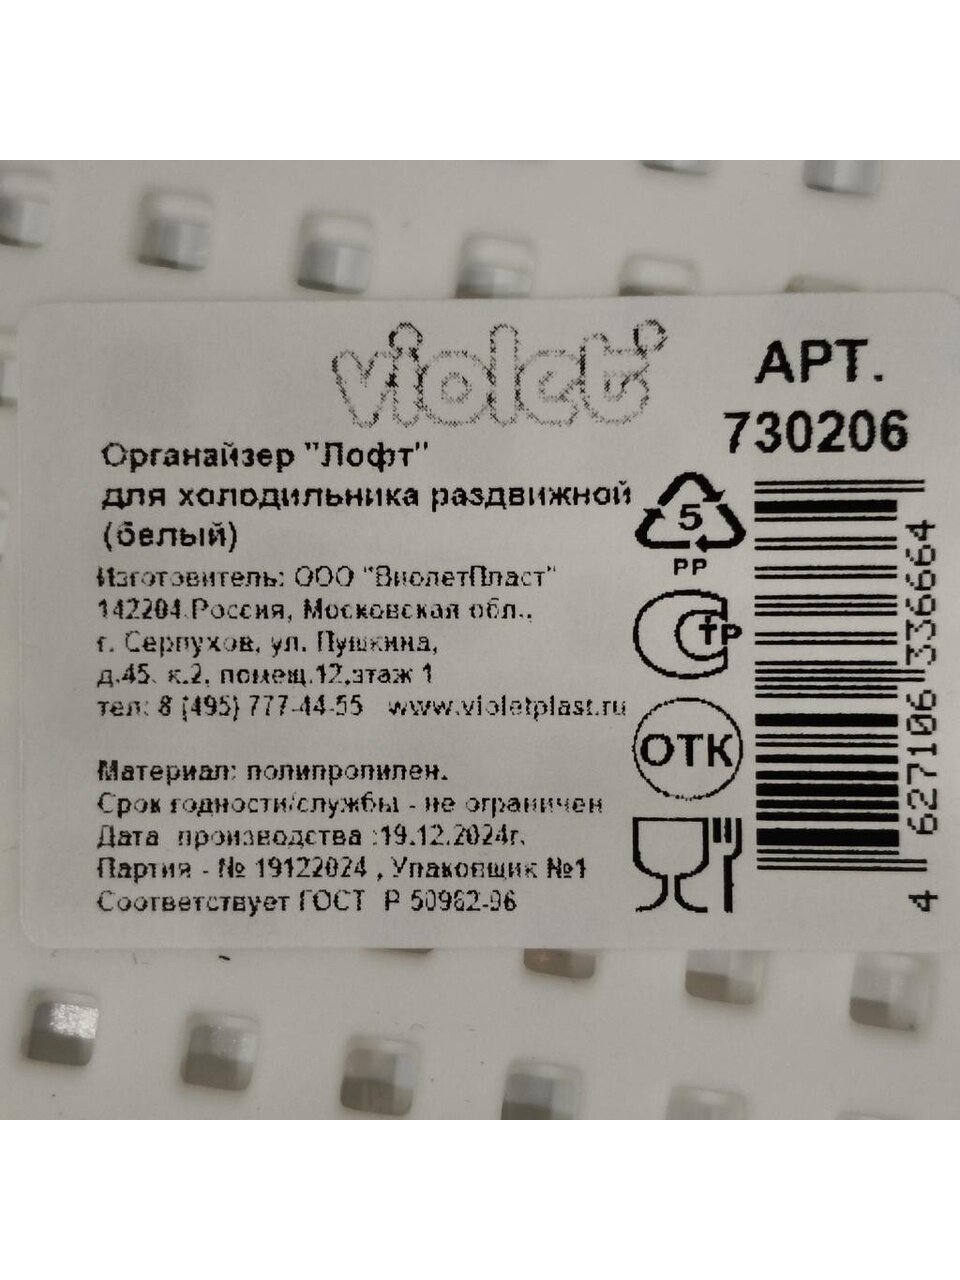 violet
АРТ.
730206
Органайзер "Лофт"
для холодильника раздвижной
(белый)
Изготовитель: ООО "ВиолетПласт"
142204.Россия, Московская обл.,
г. Серпухов, ул. Пушкина,
д.45. к.2, помещ.12,этаж 1
тел: 8 (495) 777-44-55 www.violetplast.ru
Материал: полипропилен.
Срок годности/службы - не ограничен
Дата производства :19.12.2024г.
Партия - № 19122024 , Упаковщик №1
Соответствует ГОСТ Р 50962-96
5
PP
СТР
ОТК
4 627106 336664